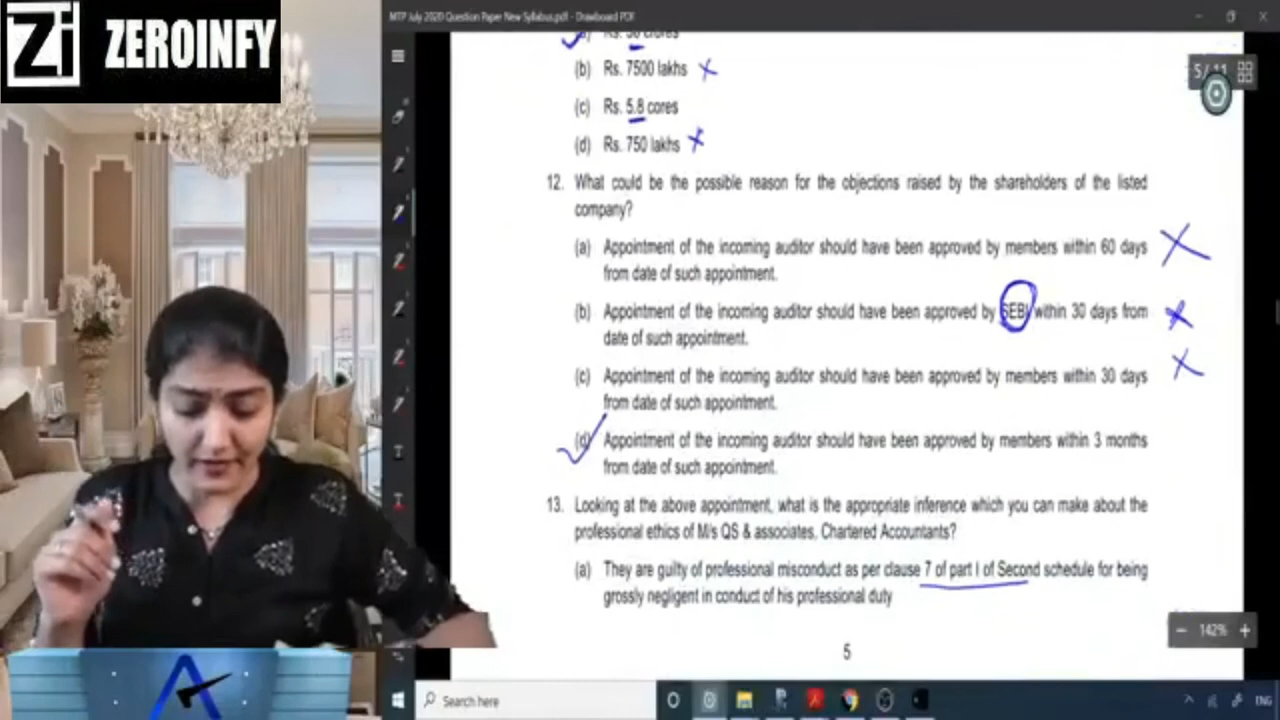 Zi ZEROINFY
MTP July 2020 Question Paper New Syllabus.pdf - Drawboard PDF
5 / 11
(b) Rs. 7500 lakhs
(c) Rs. 5.8 cores
(d) Rs. 750 lakhs
12. What could be the possible reason for the objections raised by the shareholders of the listed
company?
(a) Appointment of the incoming auditor should have been approved by members within 60 days
from date of such appointment.
(b) Appointment of the incoming auditor should have been approved by SEBI within 30 days from
date of such appointment.
(c) Appointment of the incoming auditor should have been approved by members within 30 days
from date of such appointment.
(d) Appointment of the incoming auditor should have been approved by members within 3 months
from date of such appointment.
13. Looking at the above appointment, what is the appropriate inference which you can make about the
professional ethics of M/s QS & associates, Chartered Accountants?
(a) They are guilty of professional misconduct as per clause 7 of part I of Second schedule for being
grossly negligent in conduct of his professional duty
142%
5
Search here
ENG